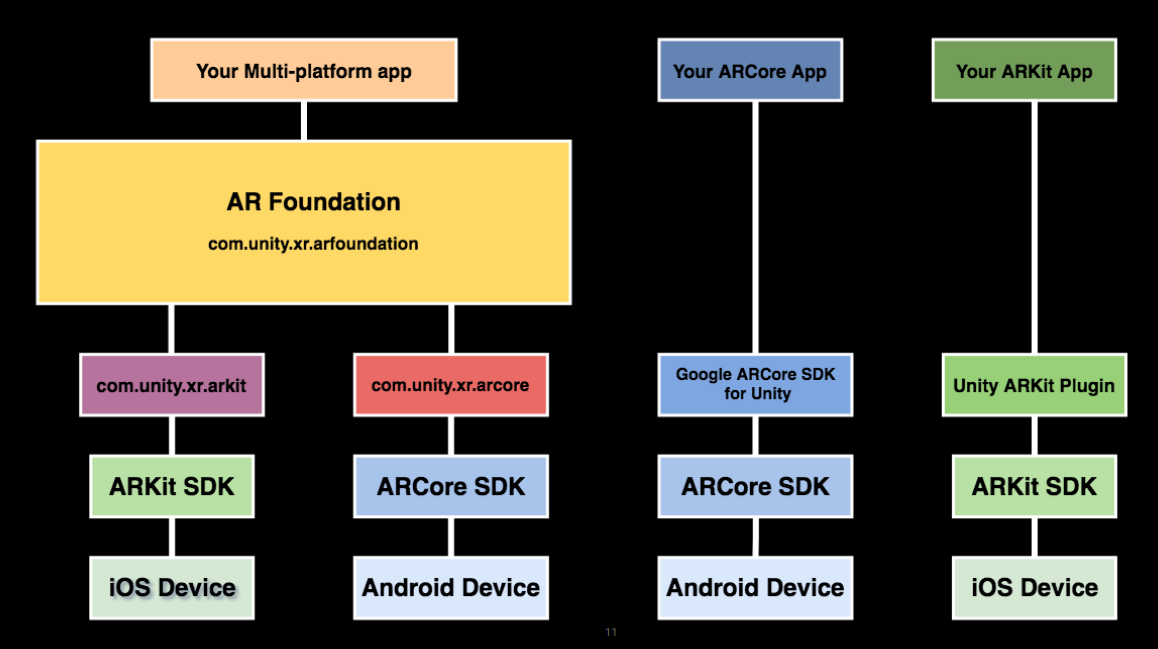 Your Multi-platform app
Your ARCore App
Your ARKit App
AR Foundation
com.unity.xr.arfoundation
com.unity.xr.arkit
com.unity.xr.arcore
Google ARCore SDK
for Unity
Unity ARKit Plugin
ARKit SDK
ARCore SDK
ARCore SDK
ARKit SDK
iOS Device
Android Device
Android Device
iOS Device
11